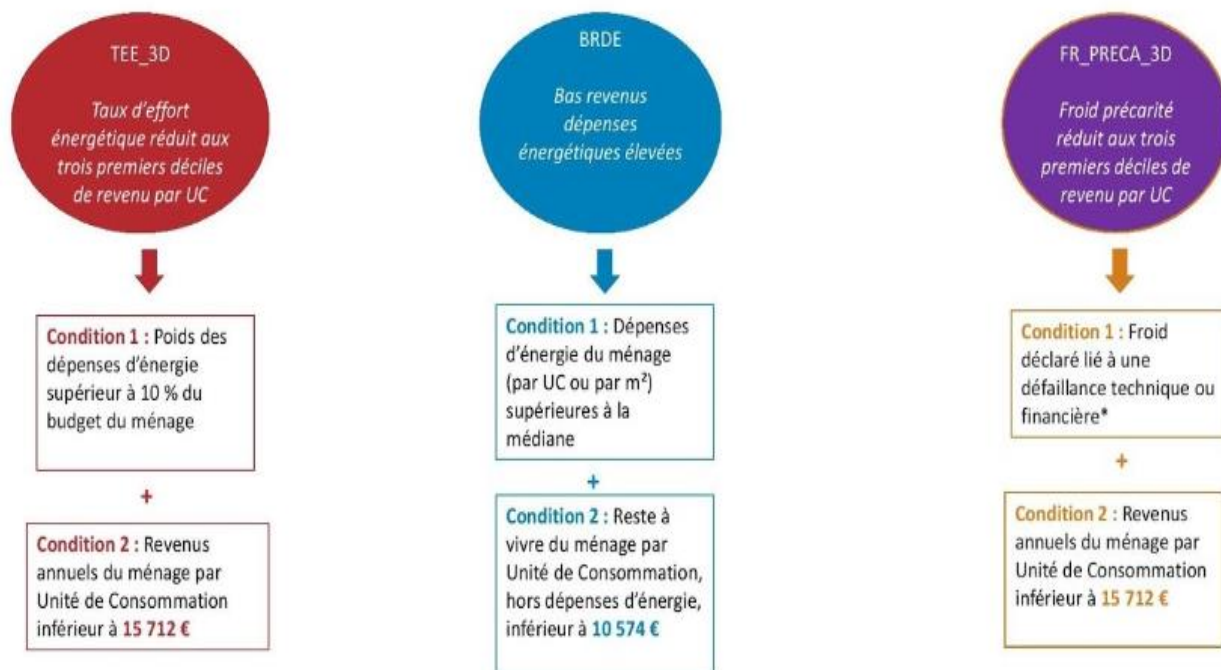 TEE_3D
Taux d'effort
énergétique réduit aux
trois premiers déciles
de revenu par UC
Condition 1 : Poids des
dépenses d'énergie
supérieur à 10 % du
budget du ménage
+
Condition 2 : Revenus
annuels du ménage par
Unité de Consommation
inférieur à 15 712 €
BRDE
Bas revenus
dépenses
énergétiques élevées
Condition 1 : Dépenses
d'énergie du ménage
(par UC ou par m²)
supérieures à la
médiane
+
Condition 2 : Reste à
vivre du ménage par
Unité de Consommation,
hors dépenses d'énergie,
inférieur à 10 574 €
FR_PRECA_3D
Froid précarité
réduit aux trois
premiers déciles de
revenu par UC
Condition 1 : Froid
déclaré lié à une
défaillance technique ou
financière*
+
Condition 2 : Revenus
annuels du ménage par
Unité de Consommation
inférieur à 15 712 €